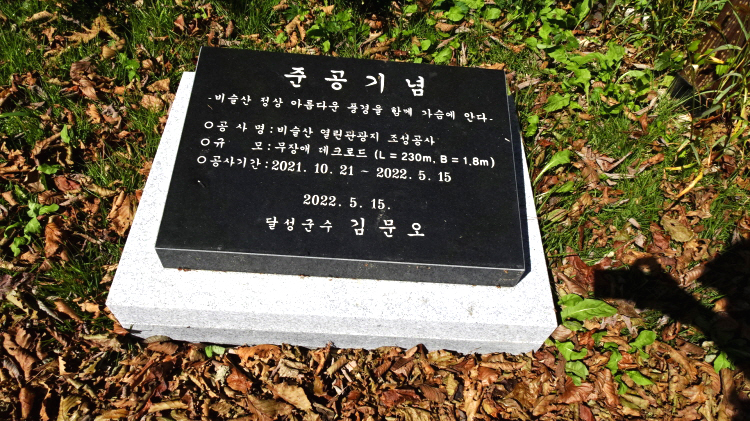 준공기념
-비슬산 정상 아름다운 풍경을 함께 가슴에 안다-
○공 사 명 : 비슬산 열린관광지 조성공사
○규 모 : 무장애 데크로드 (L = 230m, B = 1.8m)
○공사기간 : 2021. 10. 21 ~ 2022. 5. 15
2022. 5. 15.
달성군수 김 문 오